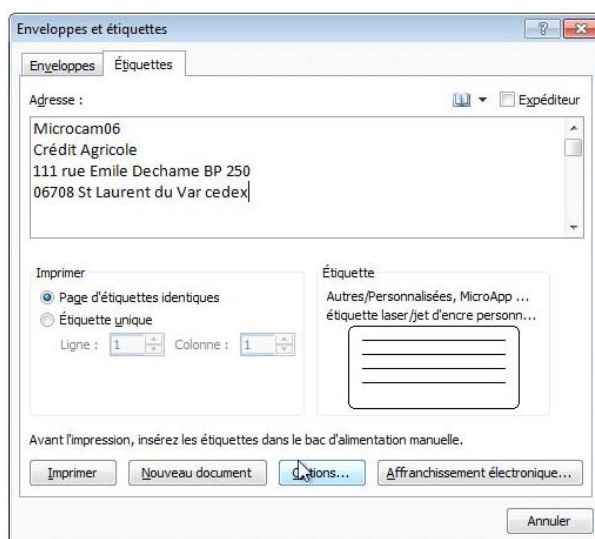 Enveloppes et étiquettes
Enveloppes Étiquettes
Adresse : Expéditeur
Microcam06
Crédit Agricole
111 rue Emile Dechame BP 250
06708 St Laurent du Var cedex
Imprimer
Page d'étiquettes identiques
Étiquette unique
Ligne : 1 Colonne : 1
Étiquette
Autres/Personnalisées, MicroApp ...
étiquette laser/jet d'encre personn...
Avant l'impression, insérez les étiquettes dans le bac d'alimentation manuelle.
Imprimer Nouveau document Options... Affranchissement électronique...
Annuler